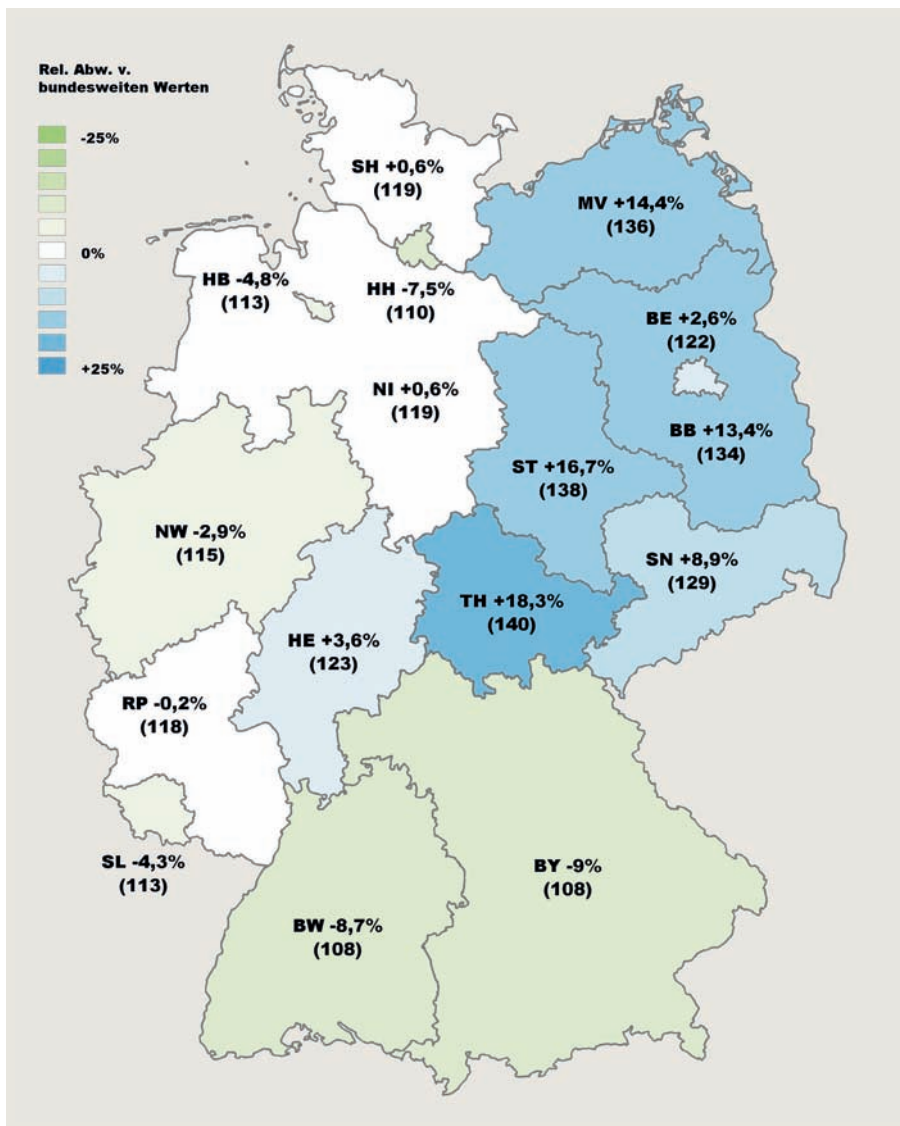 Rel. Abw. v.
bundesweiten Werten
-25%
0%
+25%
SH +0,6%
(119)
MV +14,4%
(136)
HB -4,8%
(113)
HH -7,5%
(110)
BE +2,6%
(122)
NI +0,6%
(119)
BB +13,4%
(134)
ST +16,7%
(138)
NW -2,9%
(115)
SN +8,9%
(129)
TH +18,3%
(140)
HE +3,6%
(123)
RP -0,2%
(118)
SL -4,3%
(113)
BY -9%
(108)
BW -8,7%
(108)